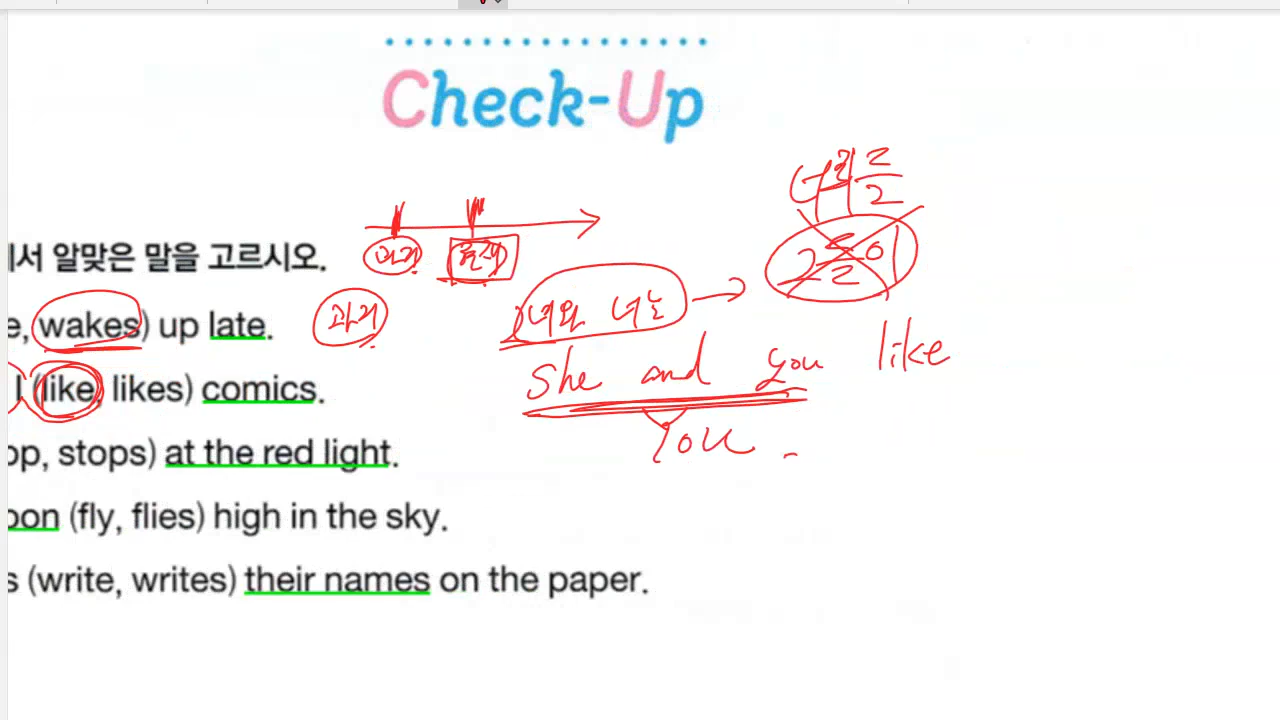 Check-Up
너희들
그들이
과거 현재
에서 알맞은 말을 고르시오.
너와 너는
e, wakes) up late. 과거
She and you like
I (like, likes) comics.
you
op, stops) at the red light.
oon (fly, flies) high in the sky.
s (write, writes) their names on the paper.